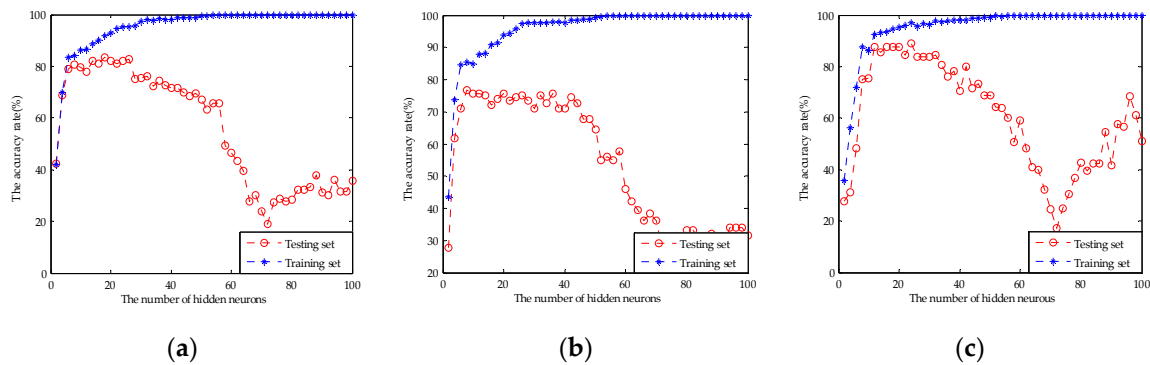 The accuracy rate(%)
100
80
60
40
20
0
0 20 40 60 80 100
The number of hidden neurons
Testing set
Training set
(a)
The accuracy rate(%)
100
90
80
70
60
50
40
30
20
0 20 40 60 80 100
The number of hidden neurons
Testing set
Training set
(b)
The accuracy rate(%)
100
80
60
40
20
0
0 20 40 60 80 100
The number of hidden neurous
Testing set
Training set
(c)